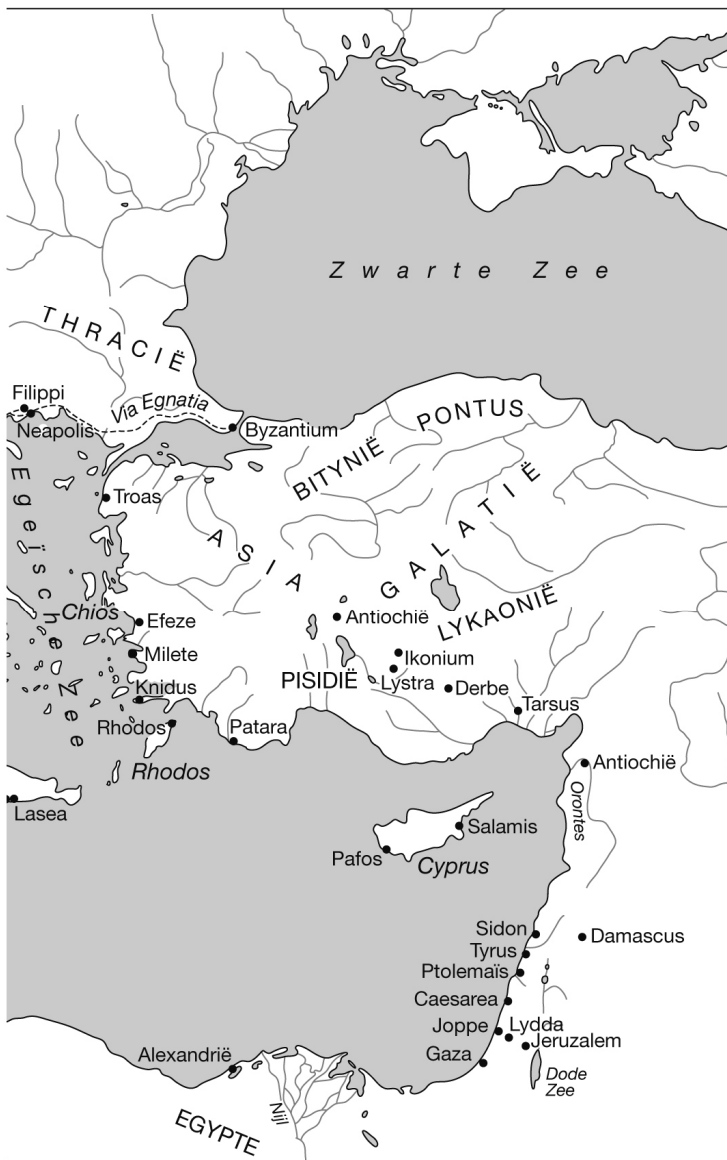 Zwarte Zee
THRACIË
Filippi
Via Egnatia
Neapolis
Byzantium
PONTUS
BITYNIË
Egeïsche Zee
Troas
ASIA
GALATIË
Chios
Efeze
Antiochië
LYKAONIË
Milete
Ikonium
Lystra
PISIDIË
Derbe
Knidus
Tarsus
Rhodos
Patara
Rhodos
Antiochië
Orontes
Lasea
Salamis
Pafos
Cyprus
Sidon
Damascus
Tyrus
Ptolemaïs
Caesarea
Joppe
Lydda
Jeruzalem
Gaza
Alexandrië
Dode
Zee
Nijl
EGYPTE